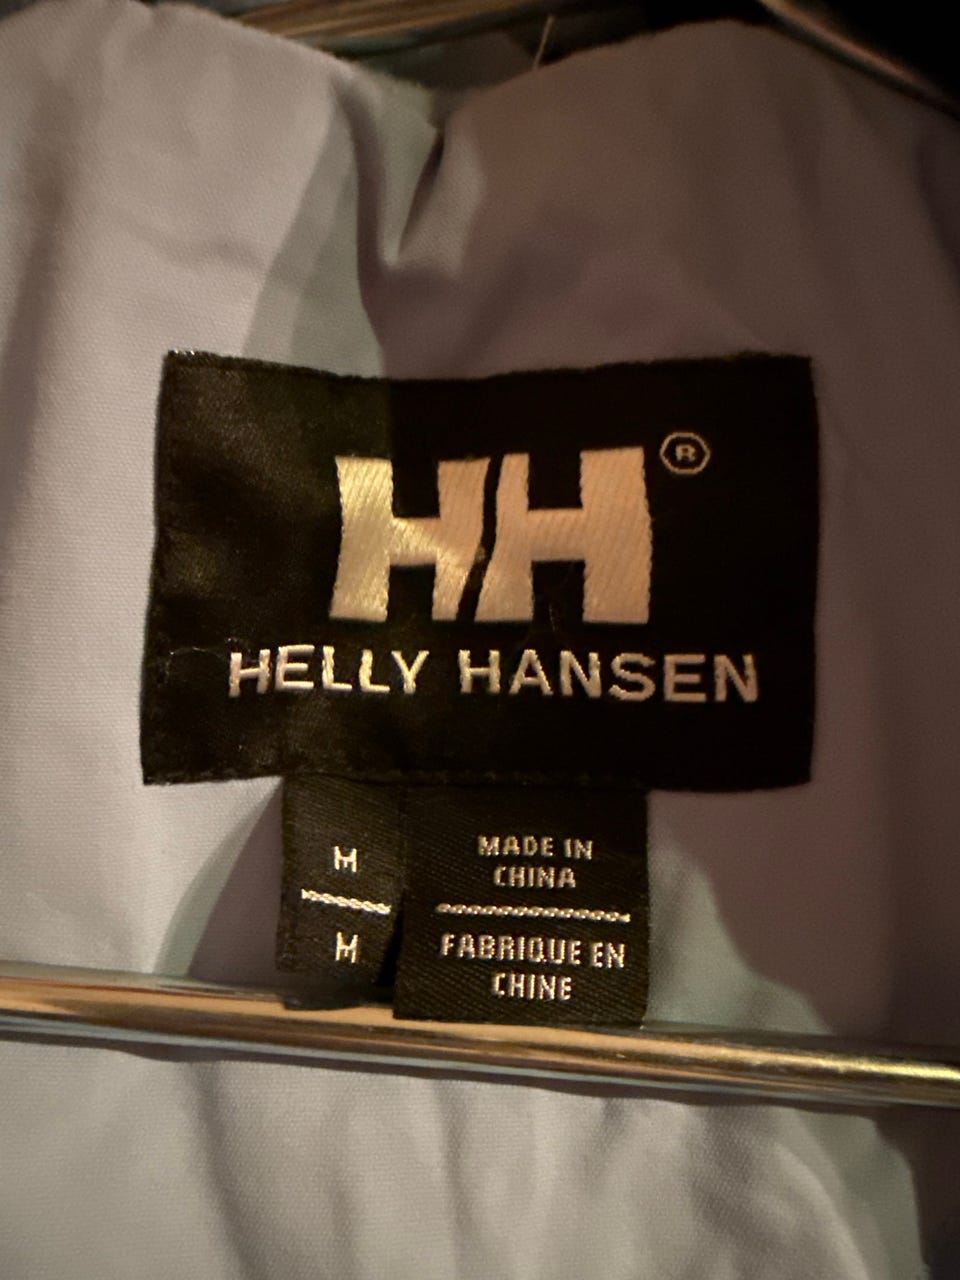 HH ®
HELLY HANSEN
M
M
MADE IN
CHINA
FABRIQUE EN
CHINE